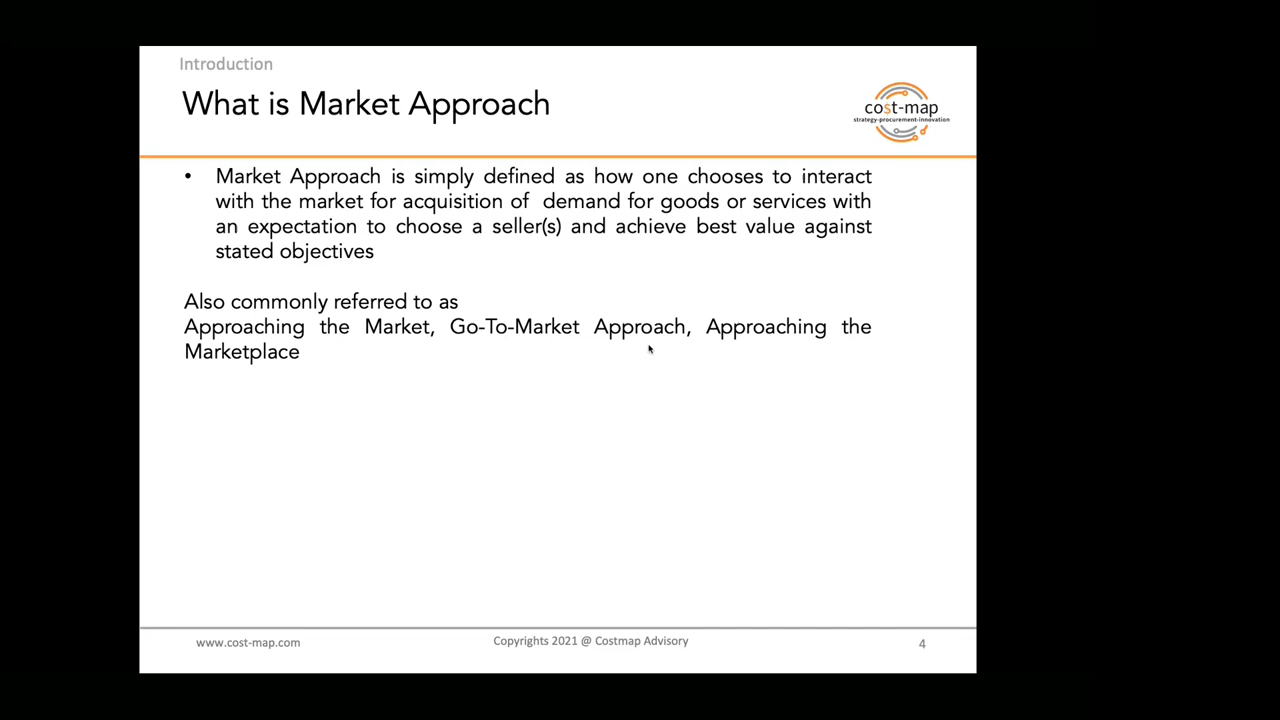 Introduction
What is Market Approach
cost-map
strategy-procurement-innovation
• Market Approach is simply defined as how one chooses to interact
with the market for acquisition of demand for goods or services with
an expectation to choose a seller(s) and achieve best value against
stated objectives
Also commonly referred to as
Approaching the Market, Go-To-Market Approach, Approaching the
Marketplace
www.cost-map.com
Copyrights 2021 @ Costmap Advisory
4